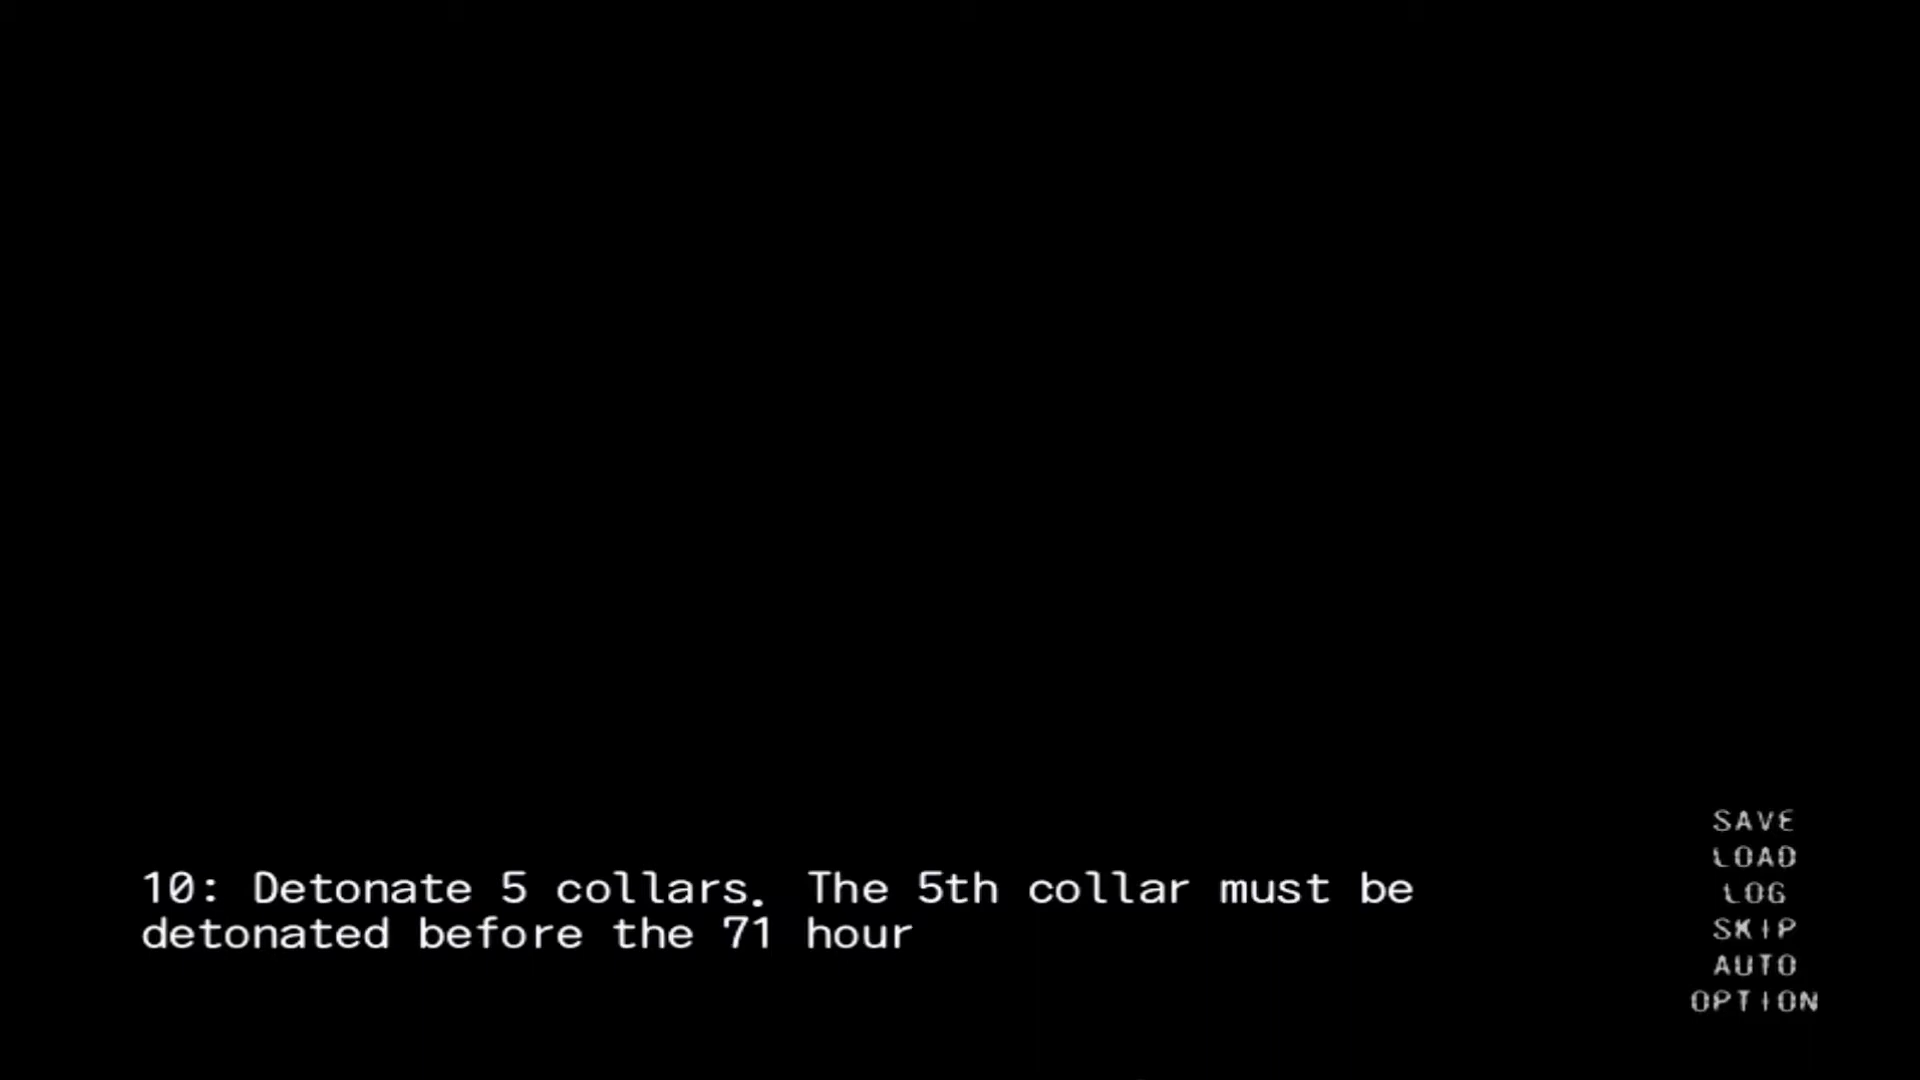 10: Detonate 5 collars. The 5th collar must be
detonated before the 71 hour
SAVE
LOAD
LOG
SKIP
AUTO
OPTION